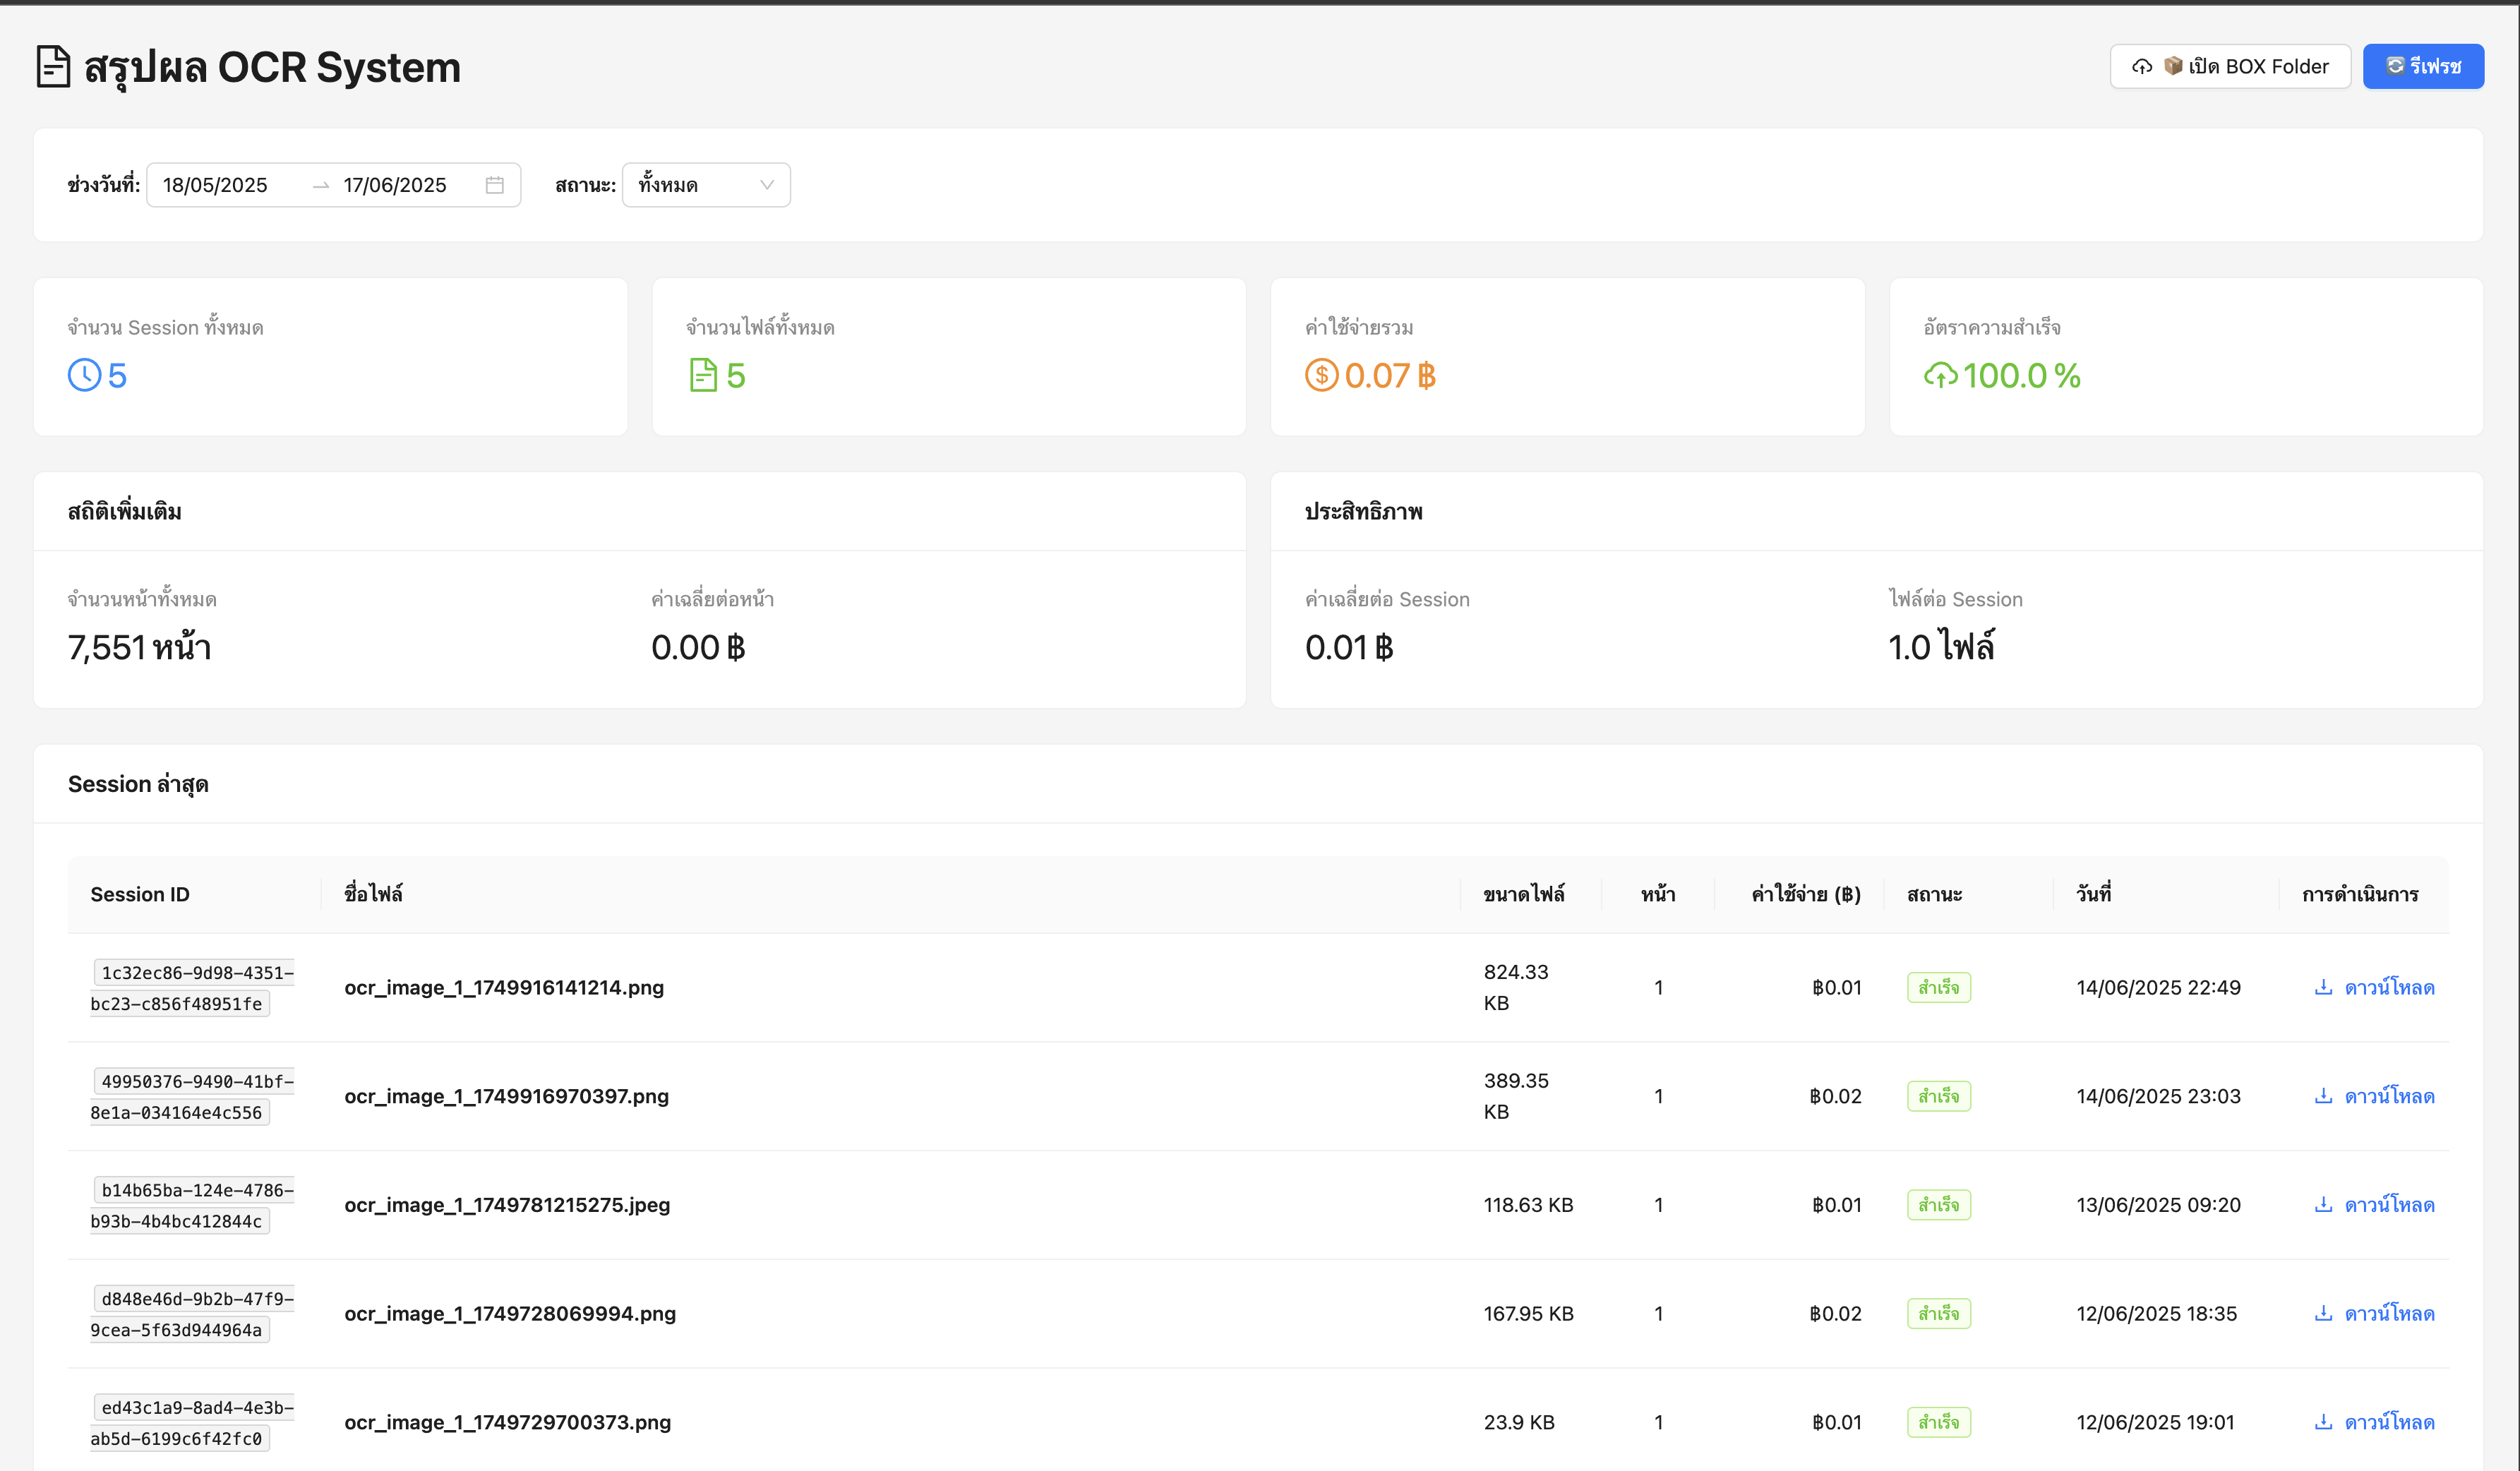 สรุปผล OCR System
📦 เปิด BOX Folder
🔄 รีเฟรช
ช่วงวันที่: 18/05/2025 → 17/06/2025 สถานะ: ทั้งหมด
จำนวน Session ทั้งหมด
5
จำนวนไฟล์ทั้งหมด
5
ค่าใช้จ่ายรวม
0.07 ฿
อัตราความสำเร็จ
100.0 %
สถิติเพิ่มเติม
จำนวนหน้าทั้งหมด
7,551 หน้า
ค่าเฉลี่ยต่อหน้า
0.00 ฿
ประสิทธิภาพ
ค่าเฉลี่ยต่อ Session
0.01 ฿
ไฟล์ต่อ Session
1.0 ไฟล์
Session ล่าสุด
Session ID ชื่อไฟล์ ขนาดไฟล์ หน้า ค่าใช้จ่าย (฿) สถานะ วันที่ การดำเนินการ
1c32ec86-9d98-4351-
bc23-c856f48951fe
ocr_image_1_1749916141214.png
824.33
KB
1
฿0.01
สำเร็จ
14/06/2025 22:49
ดาวน์โหลด
49950376-9490-41bf-
8e1a-034164e4c556
ocr_image_1_1749916970397.png
389.35
KB
1
฿0.02
สำเร็จ
14/06/2025 23:03
ดาวน์โหลด
b14b65ba-124e-4786-
b93b-4b4bc412844c
ocr_image_1_1749781215275.jpeg
118.63 KB
1
฿0.01
สำเร็จ
13/06/2025 09:20
ดาวน์โหลด
d848e46d-9b2b-47f9-
9cea-5f63d944964a
ocr_image_1_1749728069994.png
167.95 KB
1
฿0.02
สำเร็จ
12/06/2025 18:35
ดาวน์โหลด
ed43c1a9-8ad4-4e3b-
ab5d-6199c6f42fc0
ocr_image_1_1749729700373.png
23.9 KB
1
฿0.01
สำเร็จ
12/06/2025 19:01
ดาวน์โหลด